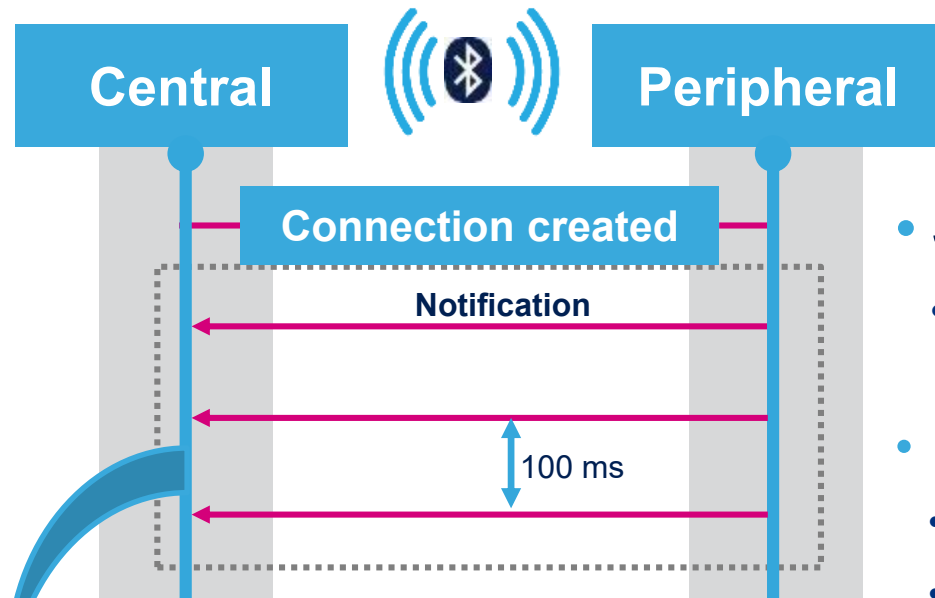 Central
Peripheral
Connection created
Notification
100 ms